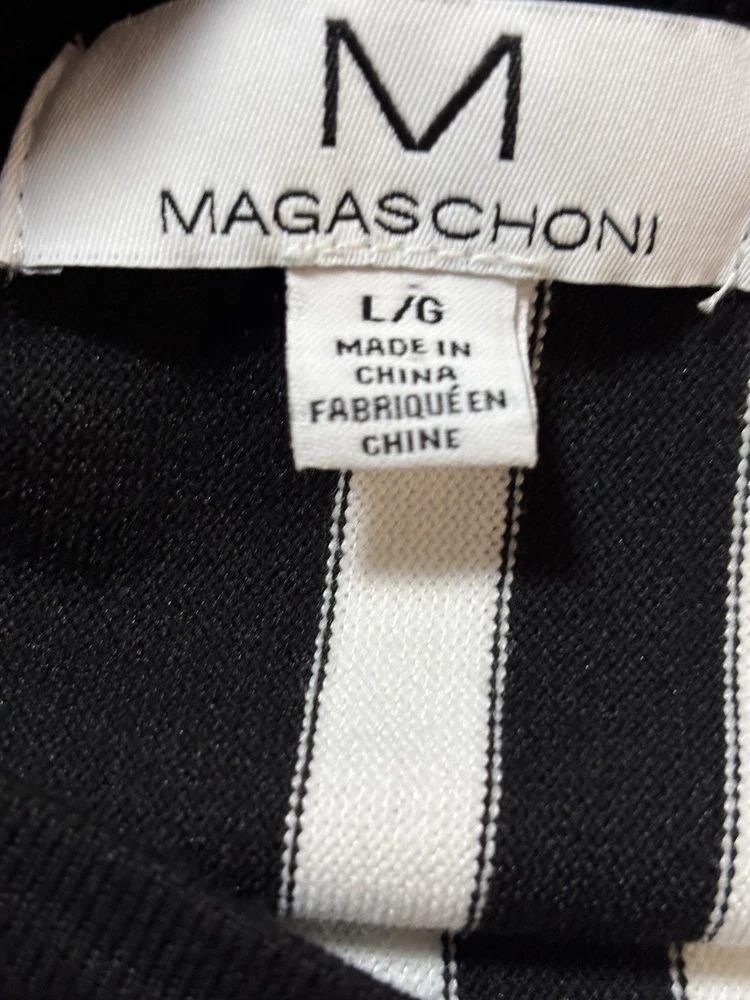 M
MAGASCHONI
L/G
MADE IN
CHINA
FABRIQUÉ EN
CHINE